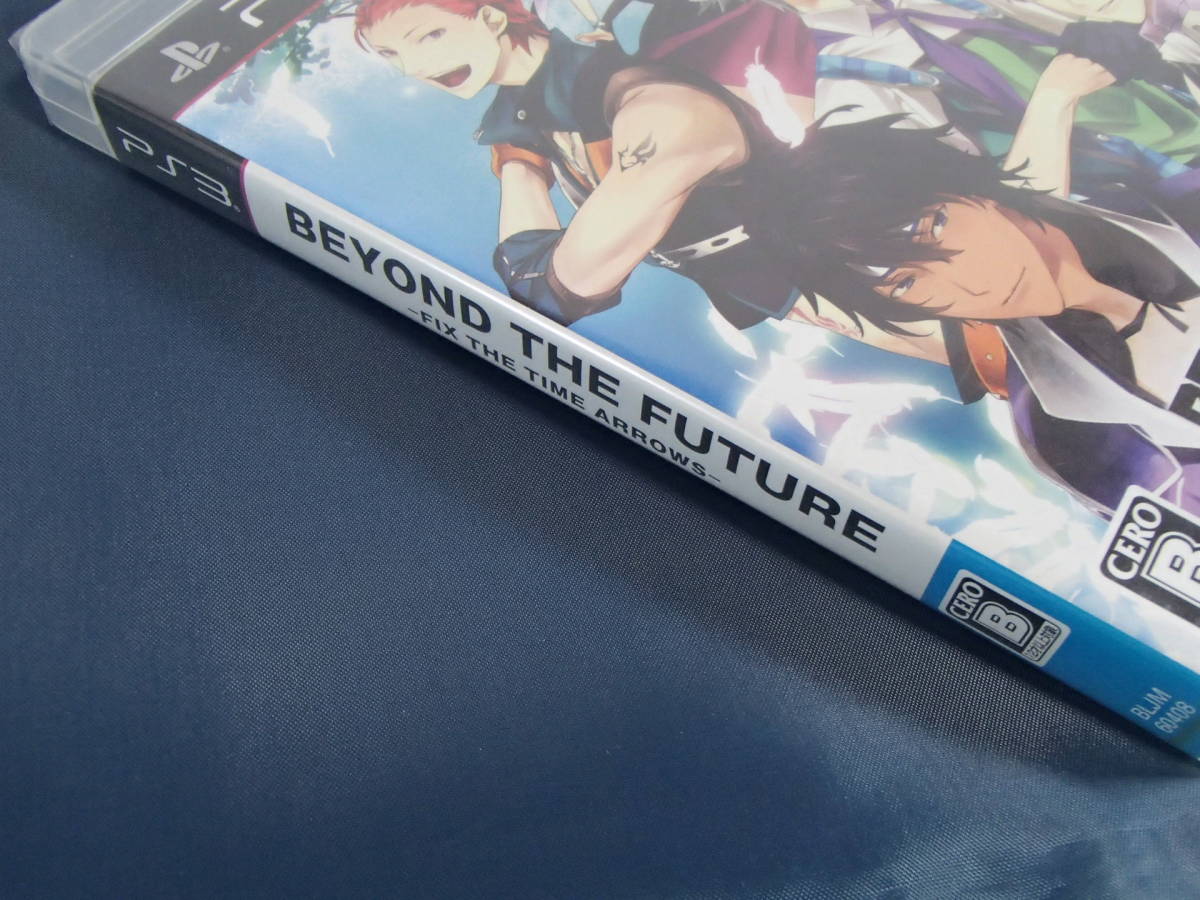 PS3
BEYOND THE FUTURE
-FIX THE TIME ARROWS-
CERO
B
BLJM
60408
CERO
B